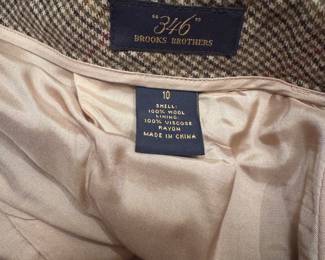 "346"
BROOKS BROTHERS
10
SHELL:
100% WOOL
LINING:
100% VISCOSE
RAYON
MADE IN CHINA